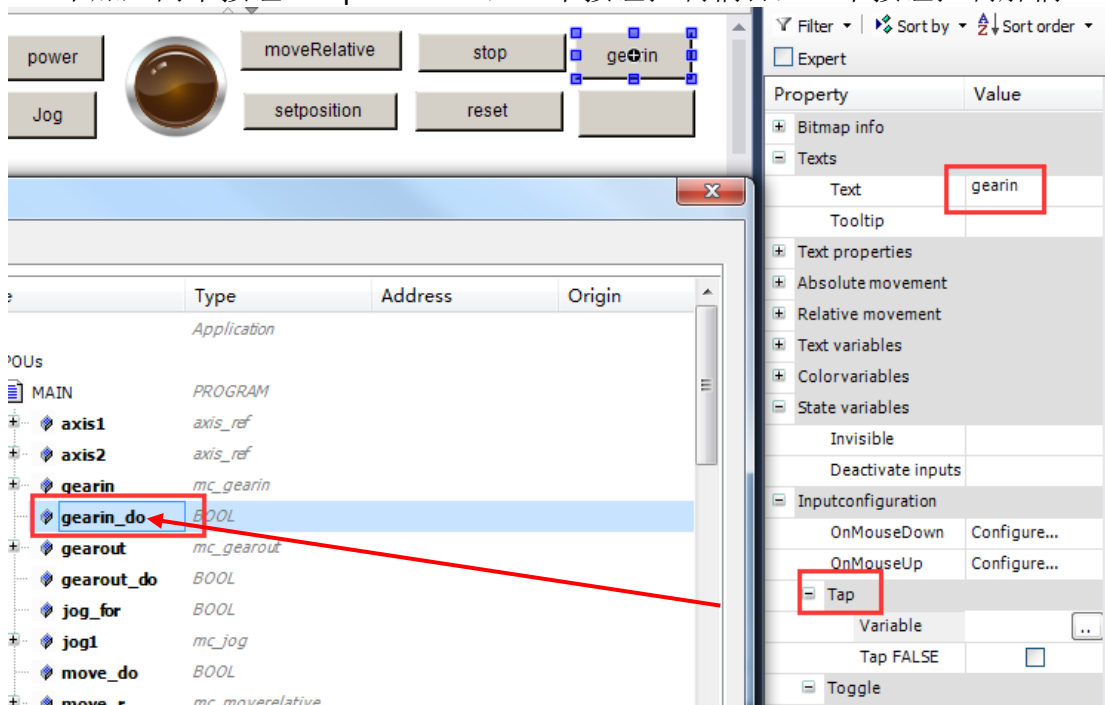 power
moveRelative
stop
gearin
Jog
setposition
reset
Filter
Sort by
Sort order
Expert
Property Value
Bitmap info
Texts
Text gearin
Tooltip
Text properties
Absolute movement
Relative movement
Text variables
Colorvariables
State variables
Invisible
Deactivate inputs
Inputconfiguration
OnMouseDown Configure...
OnMouseUp Configure...
Tap
Variable ..
Tap FALSE
Toggle
Type Address Origin
Application
POUs
MAIN PROGRAM
axis1 axis_ref
axis2 axis_ref
gearin mc_gearin
gearin_do BOOL
gearout mc_gearout
gearout_do BOOL
jog_for BOOL
jog1 mc_jog
move_do BOOL
move_r mc_moverelative